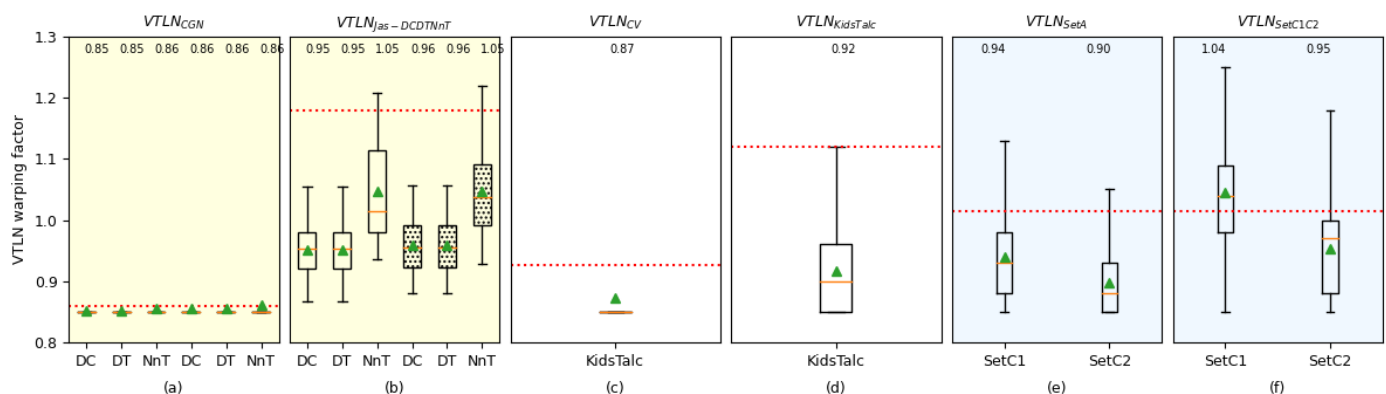 VTLN_CGN VTLN_Jas-DCDTNnT VTLN_CV VTLN_KidsTalc VTLN_SetA VTLN_SetC1C2
1.3 0.85 0.85 0.86 0.86 0.86 0.86 0.95 0.95 1.05 0.96 0.96 1.05 0.87 0.92 0.94 0.90 1.04 0.95
1.2
1.1
1.0
0.9
0.8
VTLN warping factor
DC DT NnT DC DT NnT DC DT NnT DC DT NnT KidsTalc KidsTalc SetC1 SetC2 SetC1 SetC2
(a) (b) (c) (d) (e) (f)